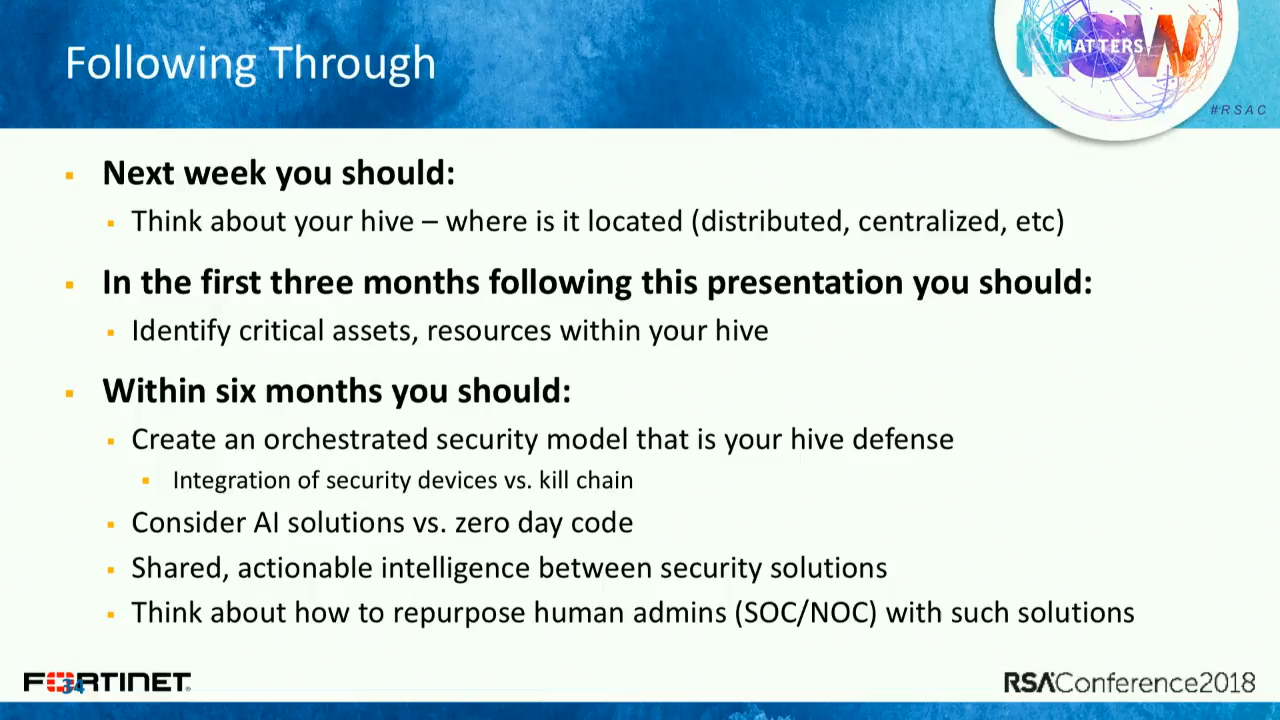 Following Through
NOW
MATTERS
#RSAC
Next week you should:
Think about your hive – where is it located (distributed, centralized, etc)
In the first three months following this presentation you should:
Identify critical assets, resources within your hive
Within six months you should:
Create an orchestrated security model that is your hive defense
Integration of security devices vs. kill chain
Consider AI solutions vs. zero day code
Shared, actionable intelligence between security solutions
Think about how to repurpose human admins (SOC/NOC) with such solutions
FORTINET
34
RSAConference2018